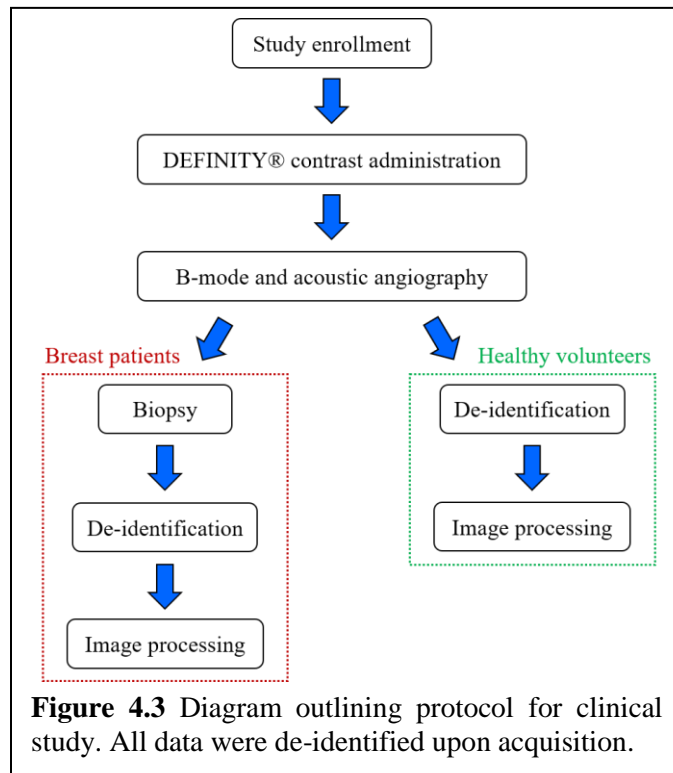 Study enrollment
DEFINITY® contrast administration
B-mode and acoustic angiography
Breast patients
Biopsy
De-identification
Image processing
Healthy volunteers
De-identification
Image processing
Figure 4.3 Diagram outlining protocol for clinical
study. All data were de-identified upon acquisition.